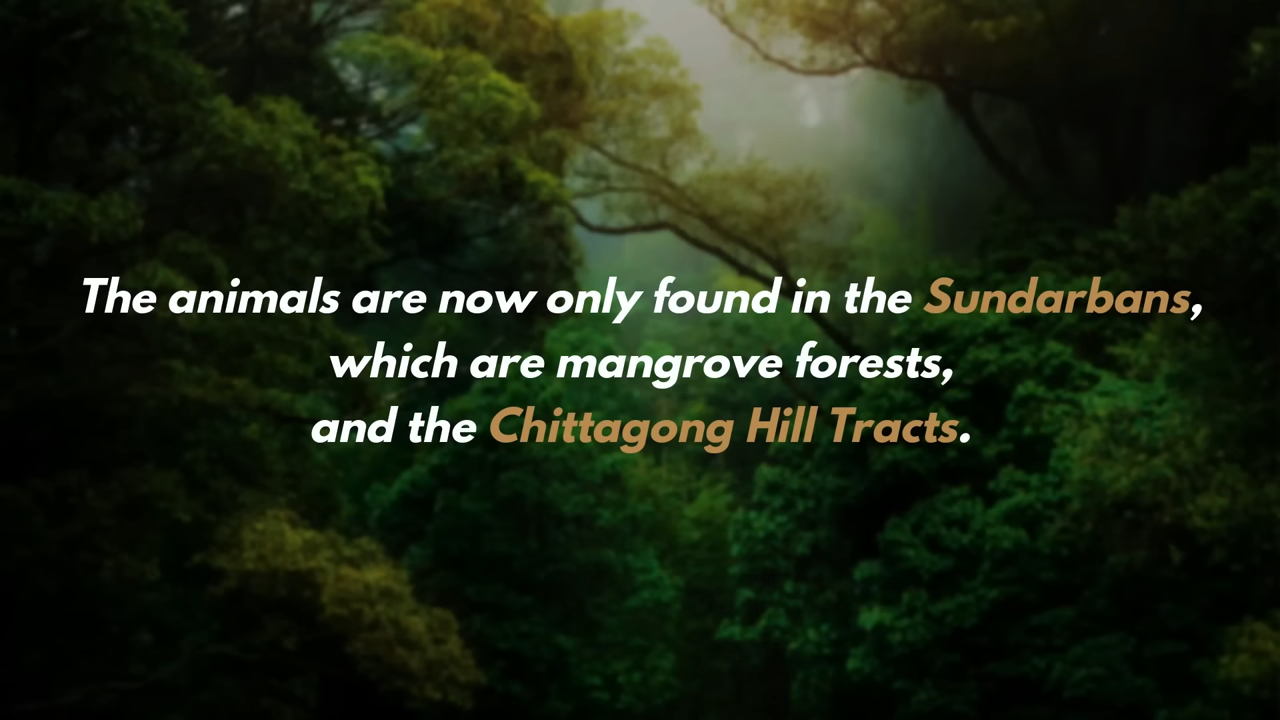 The animals are now only found in the Sundarbans,
which are mangrove forests,
and the Chittagong Hill Tracts.